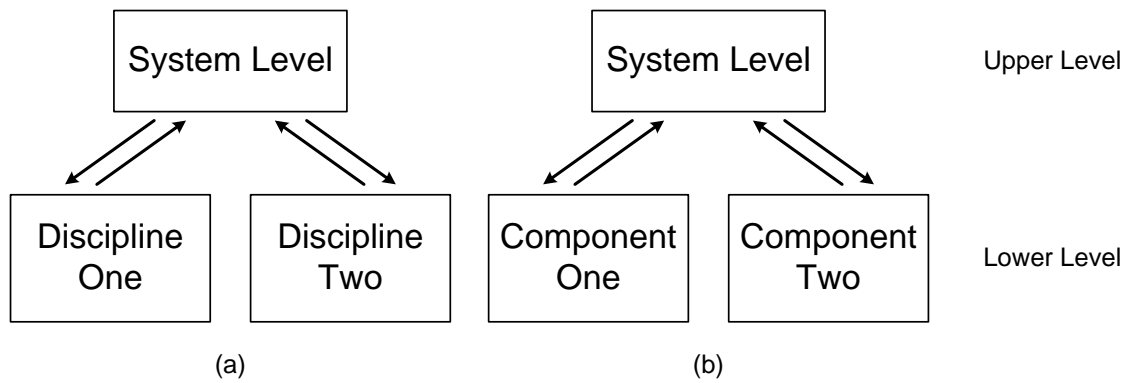 System Level
System Level
Upper Level
Discipline
One
Discipline
Two
Component
One
Component
Two
Lower Level
(a)
(b)